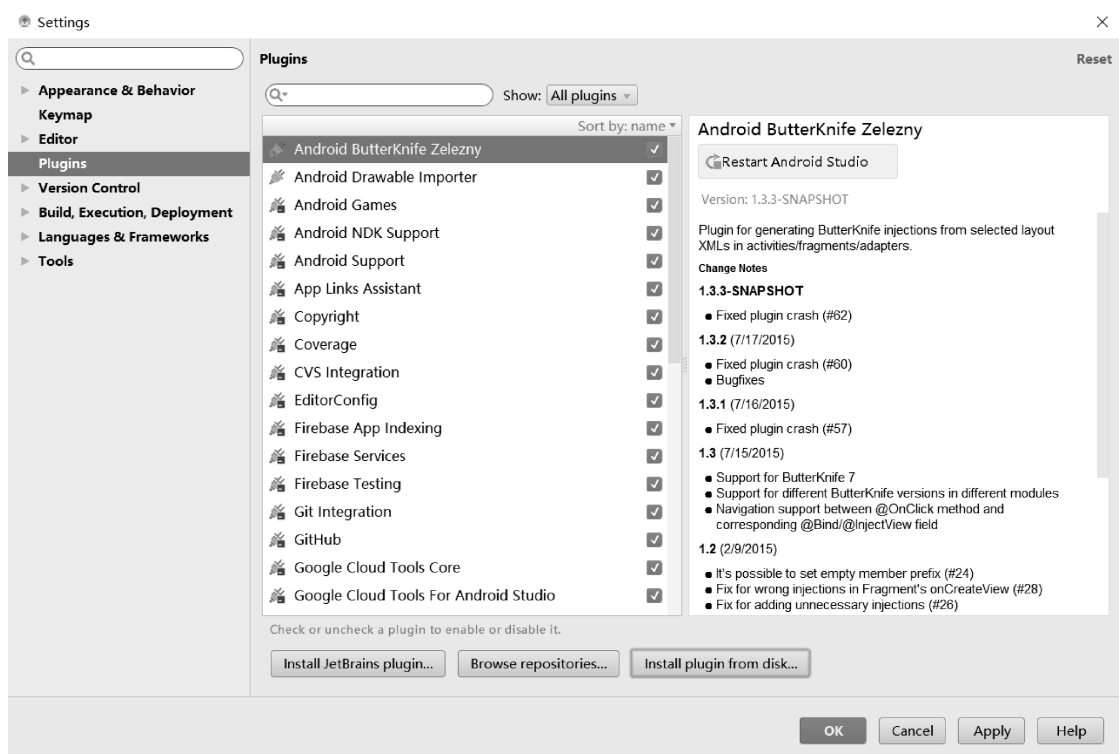 Settings
Plugins
Reset
Appearance & Behavior
Keymap
Editor
Plugins
Version Control
Build, Execution, Deployment
Languages & Frameworks
Tools
Show: All plugins
Sort by: name
Android ButterKnife Zelezny
Android Drawable Importer
Android Games
Android NDK Support
Android Support
App Links Assistant
Copyright
Coverage
CVS Integration
EditorConfig
Firebase App Indexing
Firebase Services
Firebase Testing
Git Integration
GitHub
Google Cloud Tools Core
Google Cloud Tools For Android Studio
Check or uncheck a plugin to enable or disable it.
Install JetBrains plugin...
Browse repositories...
Install plugin from disk...
Android ButterKnife Zelezny
Restart Android Studio
Version: 1.3.3-SNAPSHOT
Plugin for generating ButterKnife injections from selected layout
XMLs in activities/fragments/adapters.
Change Notes
1.3.3-SNAPSHOT
Fixed plugin crash (#62)
1.3.2 (7/17/2015)
Fixed plugin crash (#60)
Bugfixes
1.3.1 (7/16/2015)
Fixed plugin crash (#57)
1.3 (7/15/2015)
Support for ButterKnife 7
Support for different ButterKnife versions in different modules
Navigation support between @OnClick method and
corresponding @Bind/@InjectView field
1.2 (2/9/2015)
It's possible to set empty member prefix (#24)
Fix for wrong injections in Fragment's onCreateView (#28)
Fix for adding unnecessary injections (#26)
OK
Cancel
Apply
Help